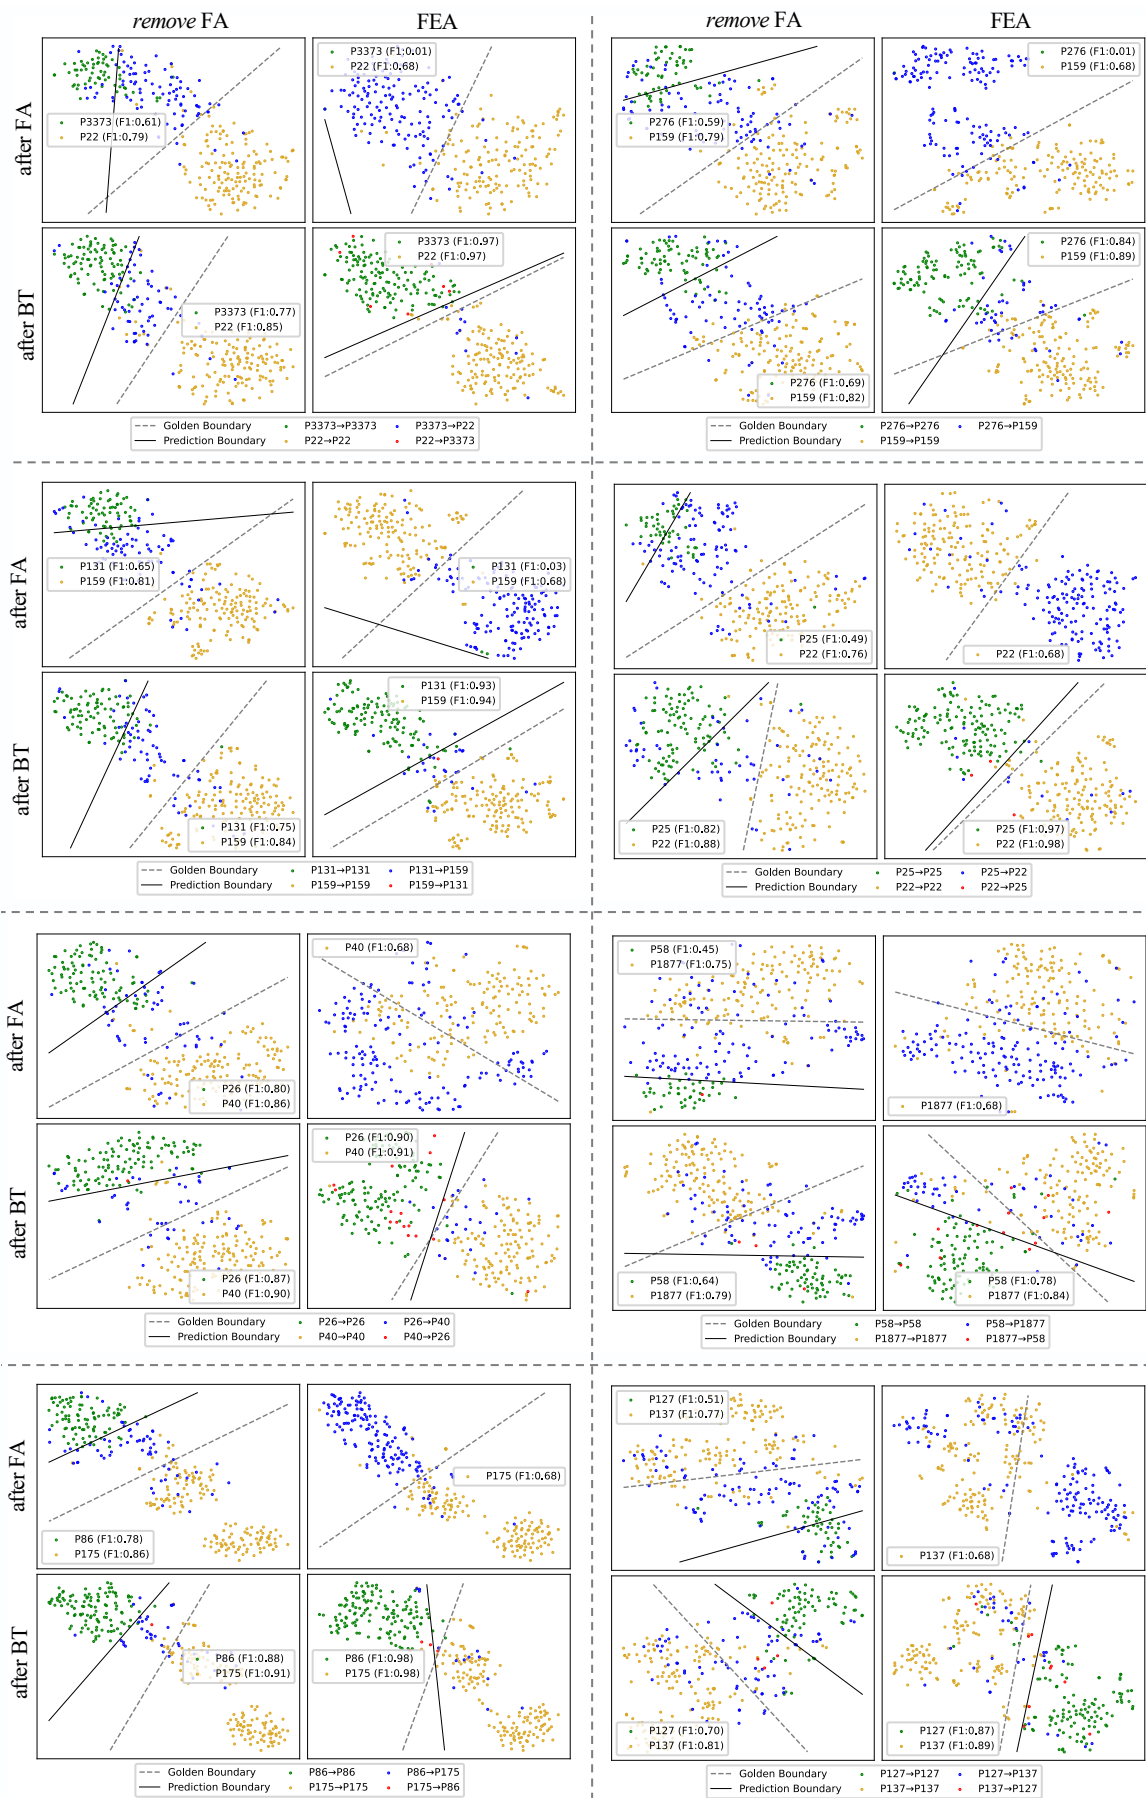 remove FA
FEA
remove FA
FEA
after FA
P3373 (F1:0.61)
P22 (F1:0.79)
P3373 (F1:0.01)
P22 (F1:0.68)
P276 (F1:0.59)
P159 (F1:0.79)
P276 (F1:0.01)
P159 (F1:0.68)
after BT
P3373 (F1:0.77)
P22 (F1:0.85)
P3373 (F1:0.97)
P22 (F1:0.97)
P276 (F1:0.69)
P159 (F1:0.82)
P276 (F1:0.84)
P159 (F1:0.89)
Golden Boundary P3373→P3373 P3373→P22
Prediction Boundary P22→P22 P22→P3373
Golden Boundary P276→P276 P276→P159
Prediction Boundary P159→P159
after FA
P131 (F1:0.65)
P159 (F1:0.81)
P131 (F1:0.03)
P159 (F1:0.68)
P25 (F1:0.49)
P22 (F1:0.76)
P22 (F1:0.68)
after BT
P131 (F1:0.75)
P159 (F1:0.84)
P131 (F1:0.93)
P159 (F1:0.94)
P25 (F1:0.82)
P22 (F1:0.88)
P25 (F1:0.97)
P22 (F1:0.98)
Golden Boundary P131→P131 P131→P159
Prediction Boundary P159→P159 P159→P131
Golden Boundary P25→P25 P25→P22
Prediction Boundary P22→P22 P22→P25
after FA
P26 (F1:0.80)
P40 (F1:0.86)
P40 (F1:0.68)
P58 (F1:0.45)
P1877 (F1:0.75)
P1877 (F1:0.68)
after BT
P26 (F1:0.87)
P40 (F1:0.90)
P26 (F1:0.90)
P40 (F1:0.91)
P58 (F1:0.64)
P1877 (F1:0.79)
P58 (F1:0.78)
P1877 (F1:0.84)
Golden Boundary P26→P26 P26→P40
Prediction Boundary P40→P40 P40→P26
Golden Boundary P58→P58 P58→P1877
Prediction Boundary P1877→P1877 P1877→P58
after FA
P86 (F1:0.78)
P175 (F1:0.86)
P175 (F1:0.68)
P127 (F1:0.51)
P137 (F1:0.77)
P137 (F1:0.68)
after BT
P86 (F1:0.88)
P175 (F1:0.91)
P86 (F1:0.98)
P175 (F1:0.98)
P127 (F1:0.70)
P137 (F1:0.81)
P127 (F1:0.87)
P137 (F1:0.89)
Golden Boundary P86→P86 P86→P175
Prediction Boundary P175→P175 P175→P86
Golden Boundary P127→P127 P127→P137
Prediction Boundary P137→P137 P137→P127